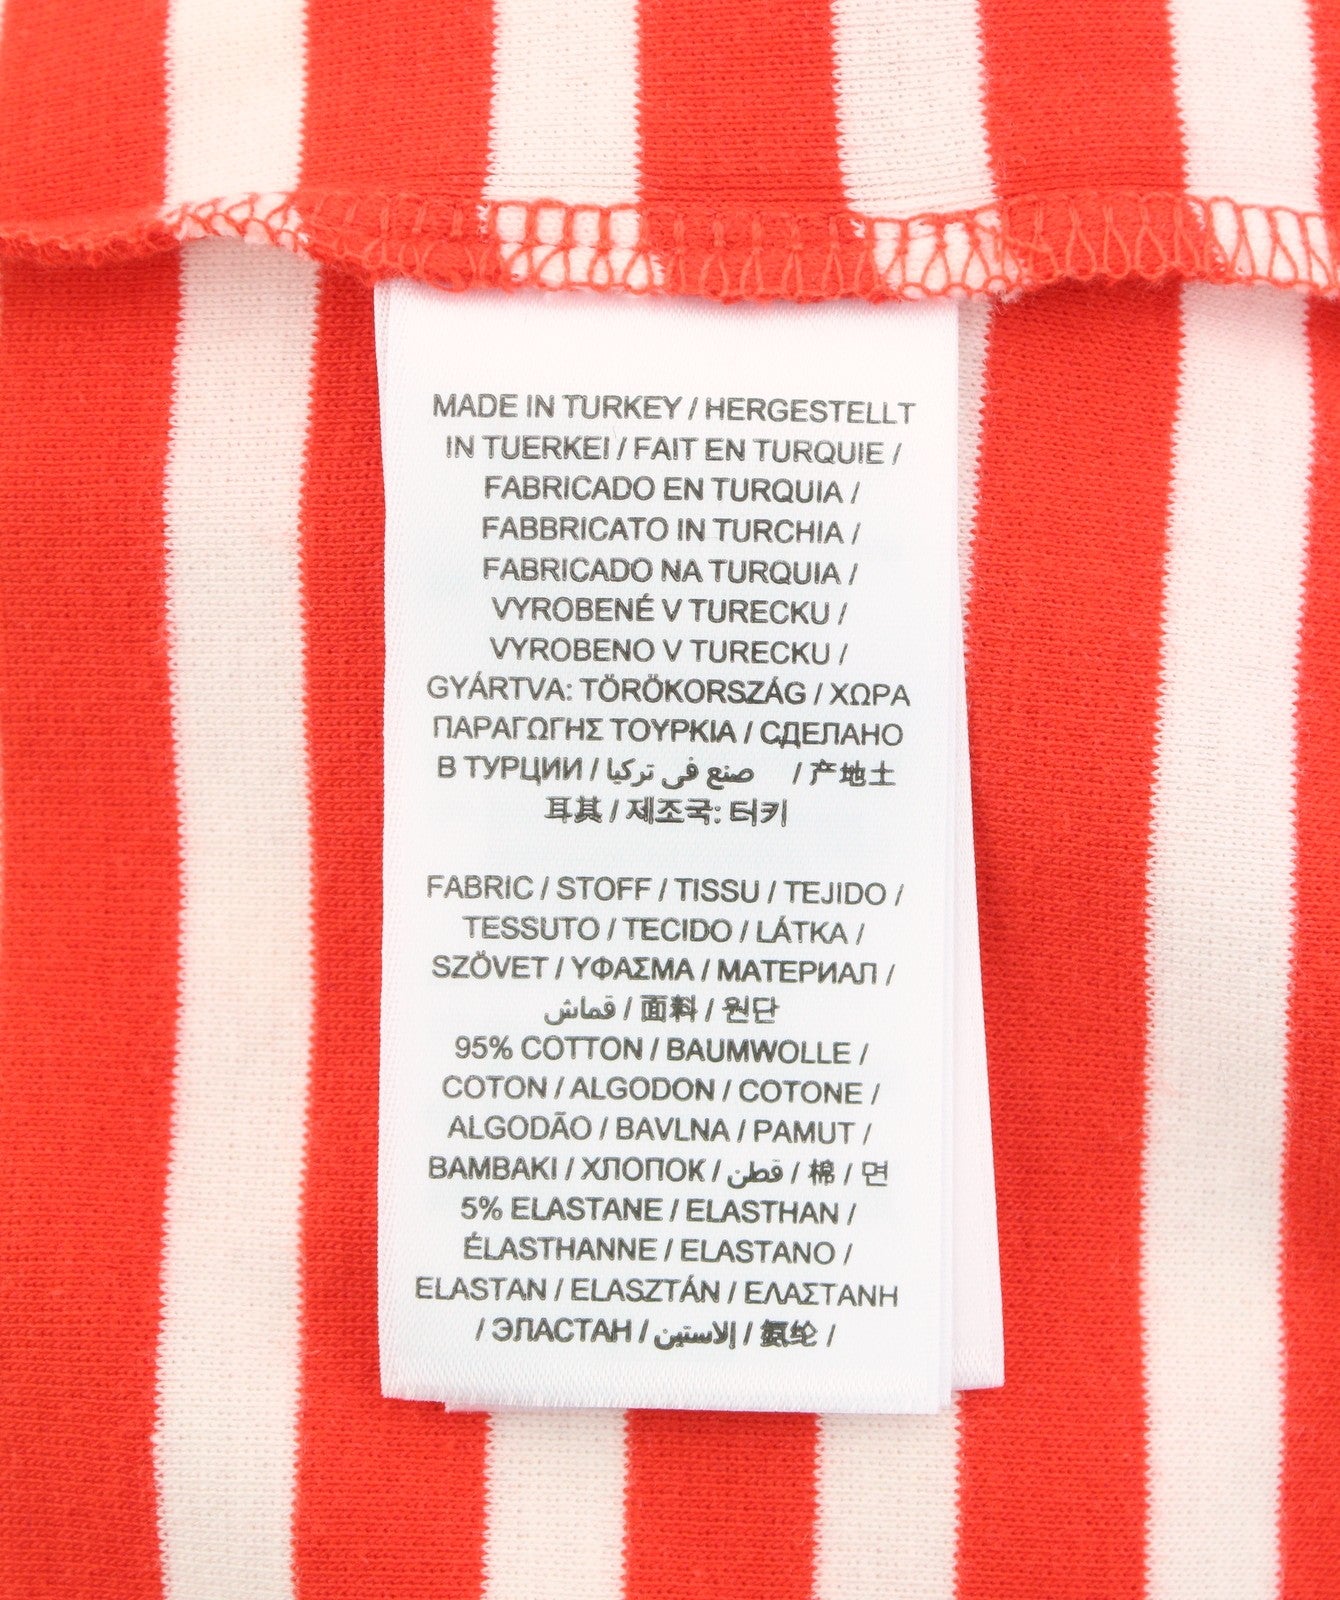 MADE IN TURKEY / HERGESTELLT
IN TUERKEI / FAIT EN TURQUIE /
FABRICADO EN TURQUIA /
FABBRICATO IN TURCHIA /
FABRICADO NA TURQUIA /
VYROBENÉ V TURECKU /
VYROBENO V TURECKU /
GYÁRTVA: TÖRÖKORSZÁG / ΧΩΡΑ
ΠΑΡΑΓΩΓΗΣ ΤΟΥΡΚΙΑ / СДЕЛАНО
В ТУРЦИИ / صنع في تركيا / 产地土
耳其 / 제조국: 터키
FABRIC / STOFF / TISSU / TEJIDO /
TESSUTO / TECIDO / LÁTKA /
SZÖVET / ΥΦΑΣΜΑ / МАТЕРИАЛ /
قماش / 面料 / 원단
95% COTTON / BAUMWOLLE /
COTON / ALGODON / COTONE /
ALGODÃO / BAVLNA / PAMUT /
ΒΑΜΒΑΚΙ / ХЛОПОК / قطن / 棉 / 면
5% ELASTANE / ELASTHAN /
ÉLASTHANNE / ELASTANO /
ELASTAN / ELASZTÁN / ΕΛΑΣΤΑΝΗ
/ ЭЛАСТАН / إلاستين / 氨纶 /